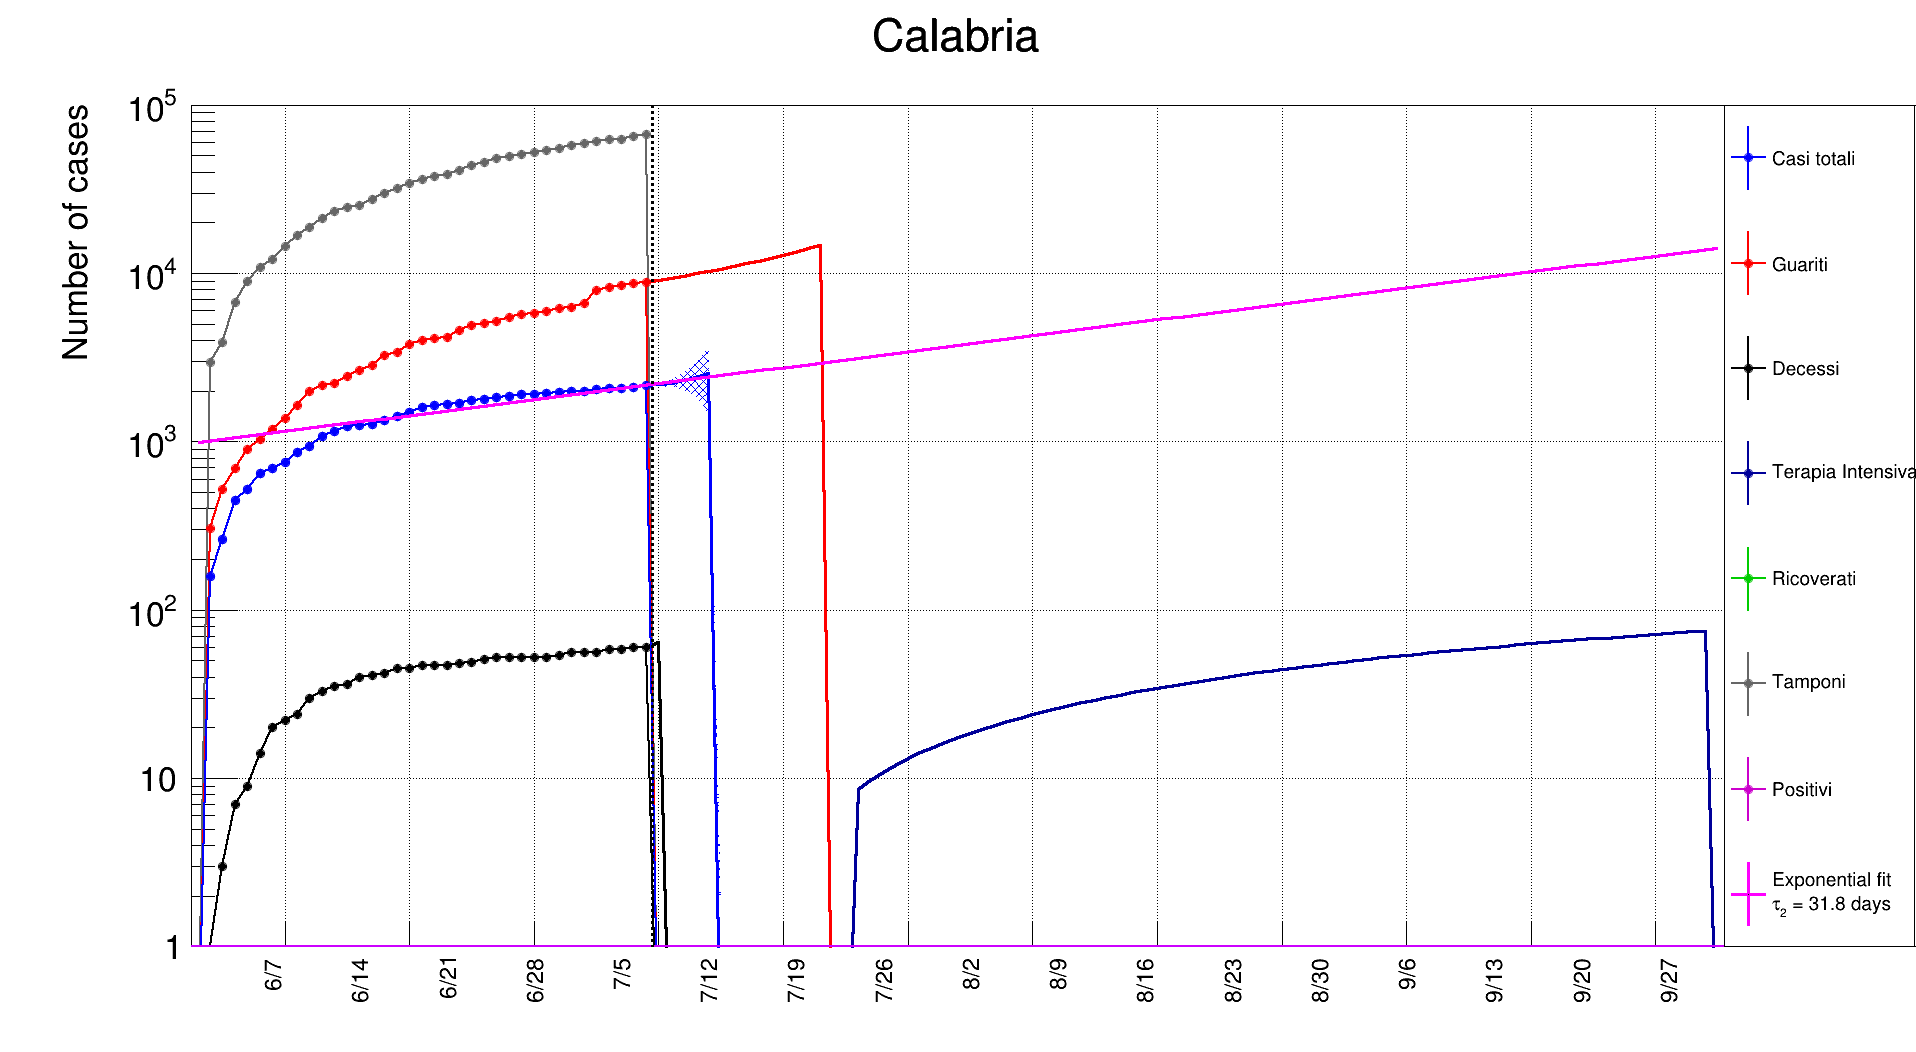 Calabria
Number of cases
10^5
10^4
10^3
10^2
10
1
6/7 6/14 6/21 6/28 7/5 7/12 7/19 7/26 8/2 8/9 8/16 8/23 8/30 9/6 9/13 9/20 9/27
Casi totali
Guariti
Decessi
Terapia Intensiva
Ricoverati
Tamponi
Positivi
Exponential fit
τ₂ = 31.8 days